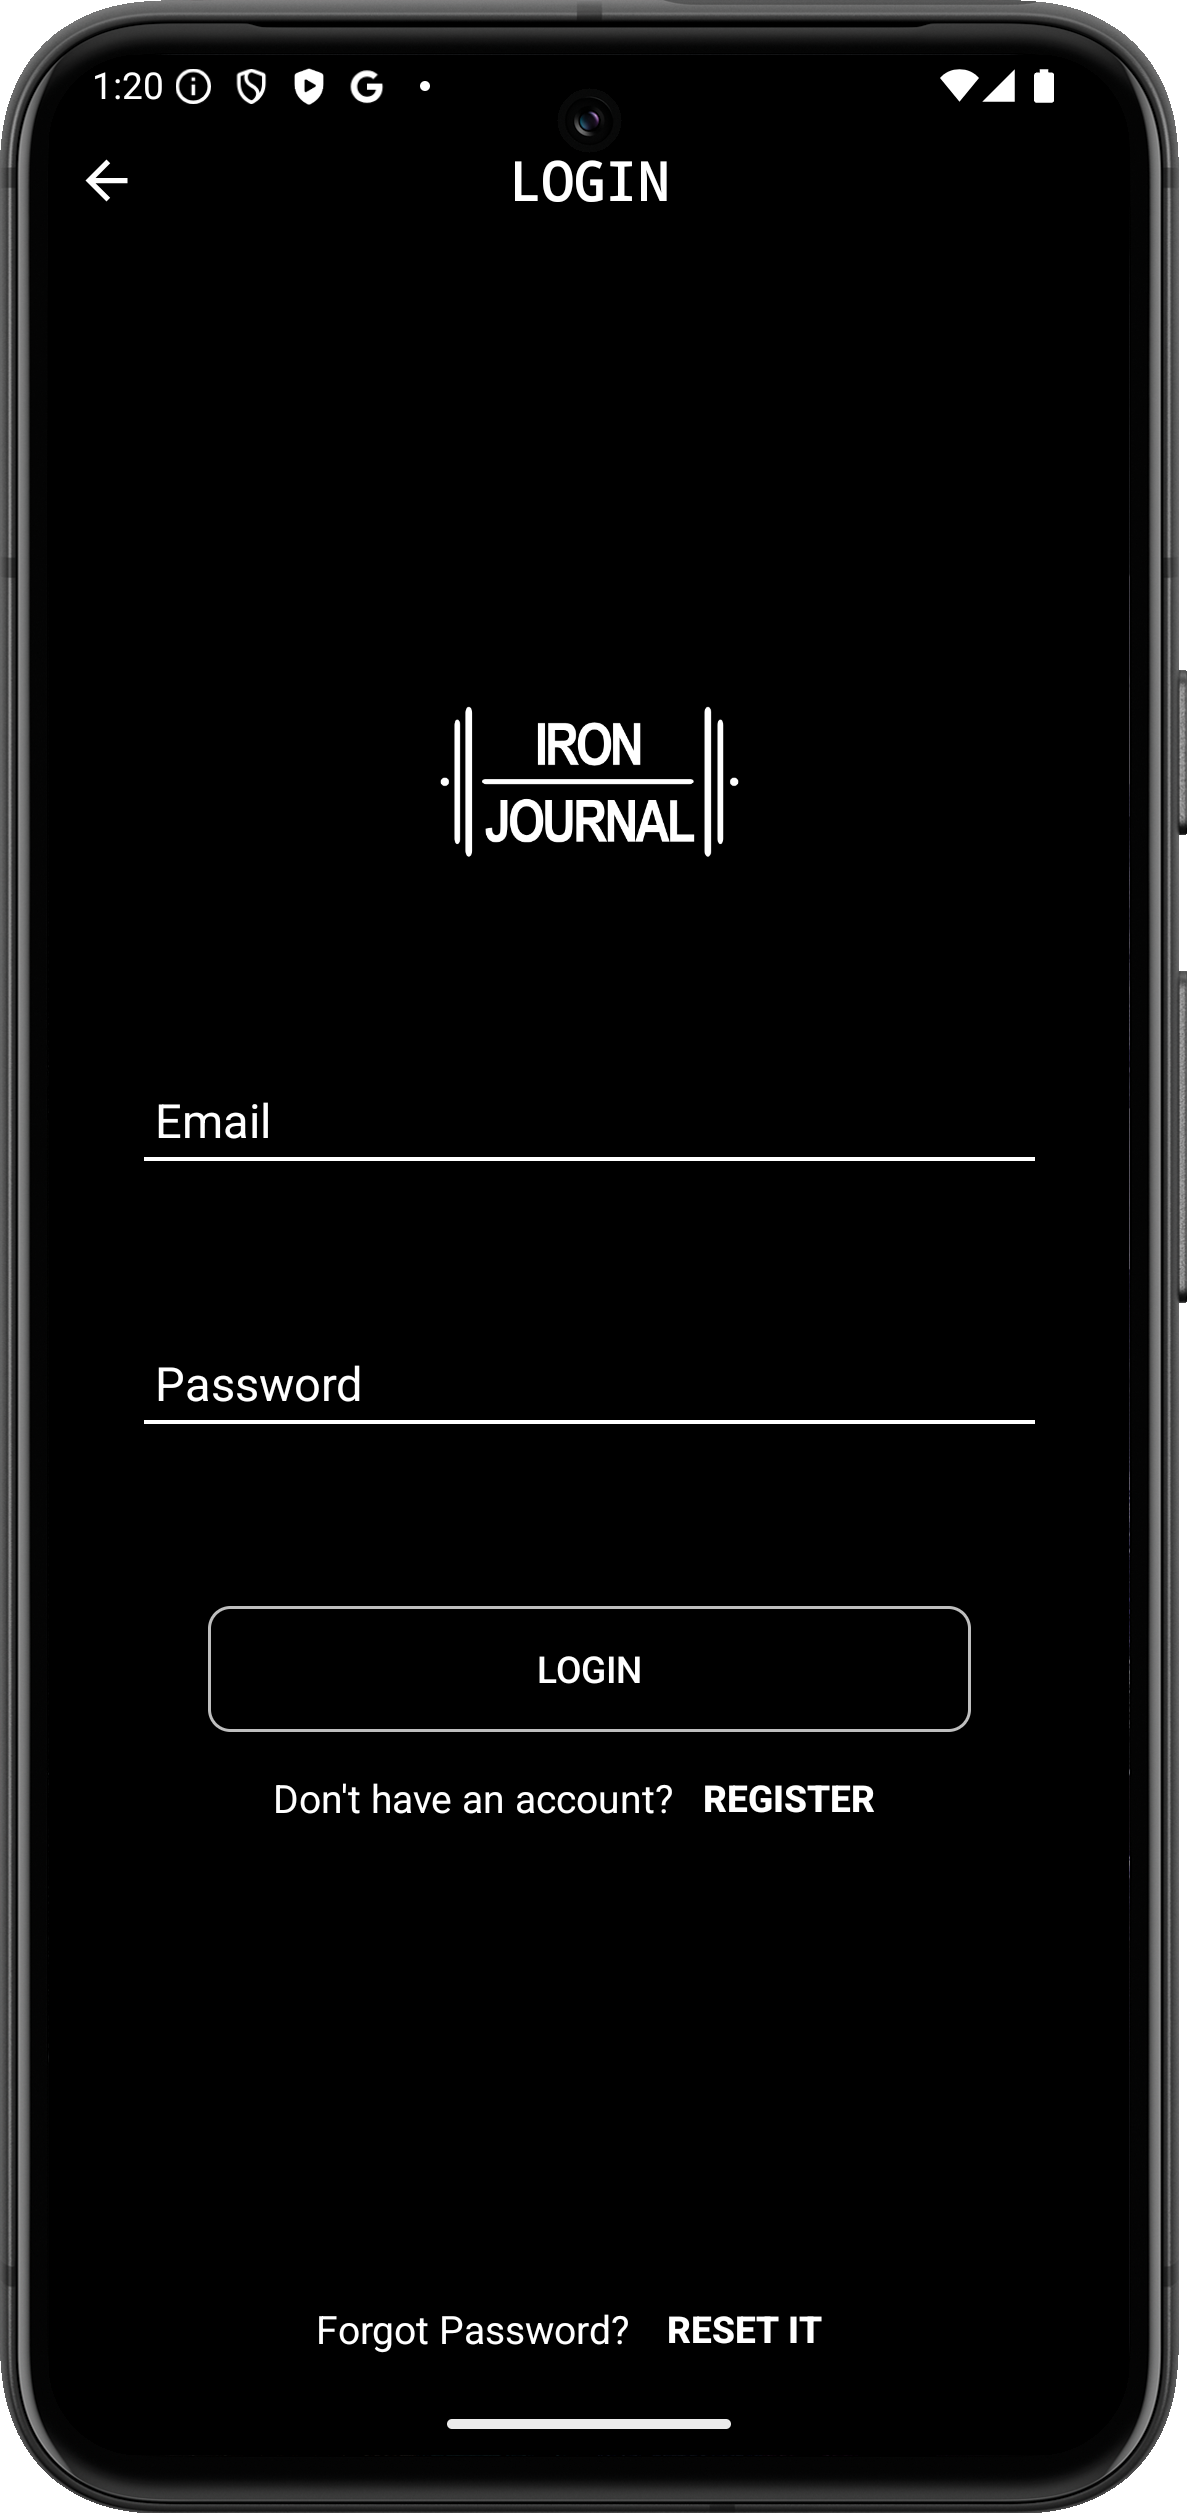 1:20
LOGIN
IRON
JOURNAL
Email
Password
LOGIN
Don't have an account? REGISTER
Forgot Password? RESET IT